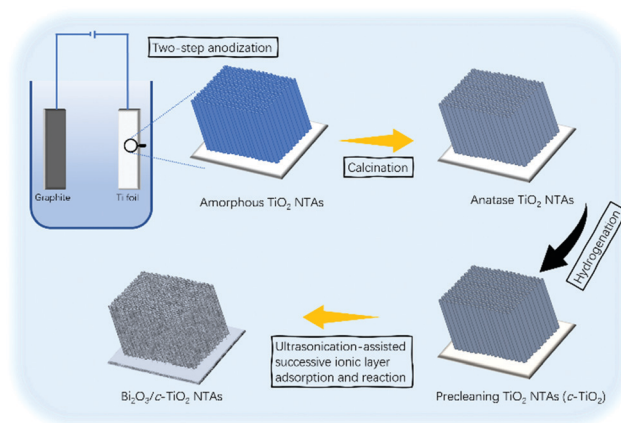 Two-step anodization
Graphite
Ti foil
Amorphous TiO₂ NTAs
Calcination
Anatase TiO₂ NTAs
Hydrogenation
Precleaning TiO₂ NTAs (c-TiO₂)
Ultrasonication-assisted
successive ionic layer
adsorption and reaction
Bi₂O₃/c-TiO₂ NTAs